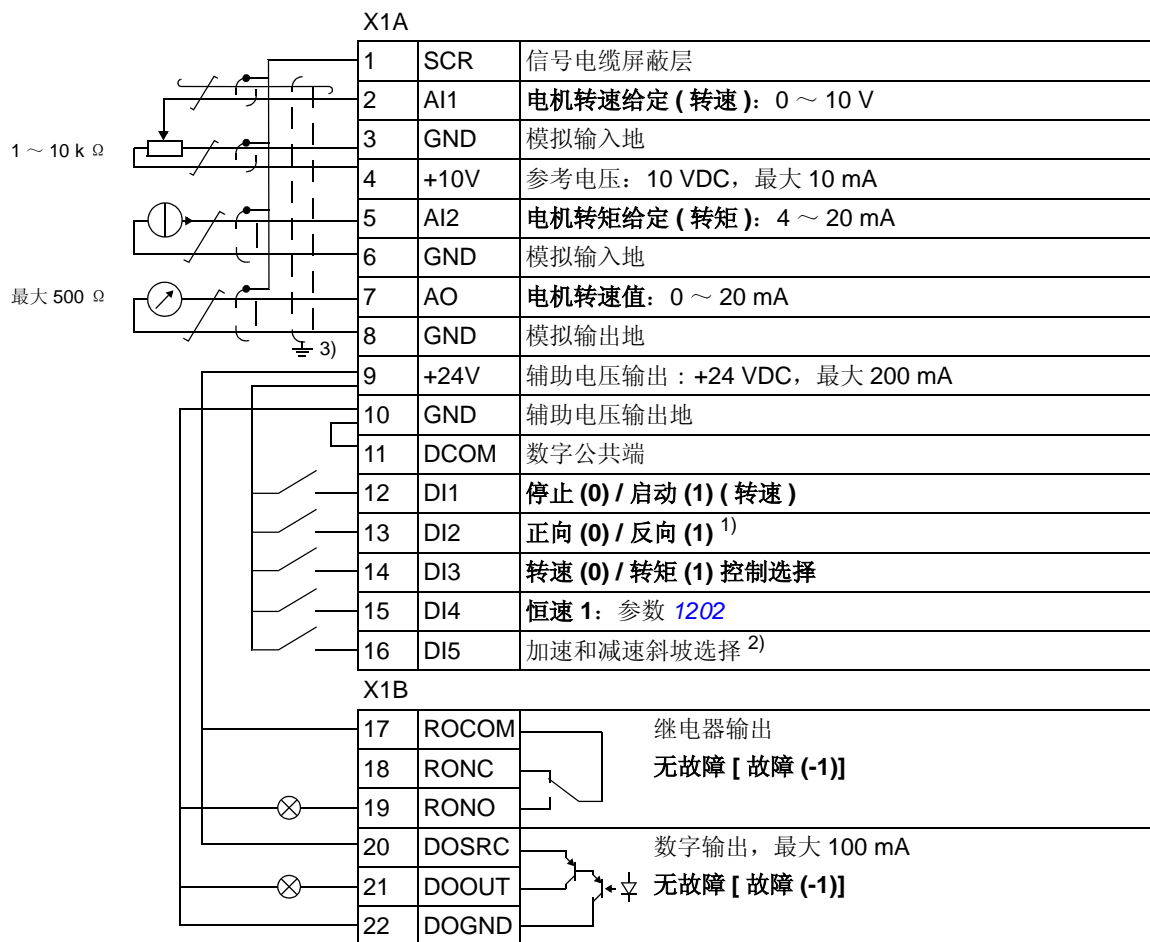 X1A
1 SCR 信号电缆屏蔽层
2 AI1 电机转速给定 ( 转速 )：0 ～ 10 V
3 GND 模拟输入地
1 ～ 10 k Ω
4 +10V 参考电压：10 VDC，最大 10 mA
5 AI2 电机转矩给定 ( 转矩 )：4 ～ 20 mA
6 GND 模拟输入地
最大 500 Ω
7 AO 电机转速值：0 ～ 20 mA
8 GND 模拟输出地
3)
9 +24V 辅助电压输出 : +24 VDC，最大 200 mA
10 GND 辅助电压输出地
11 DCOM 数字公共端
12 DI1 停止 (0) / 启动 (1) ( 转速 )
13 DI2 正向 (0) / 反向 (1) 1)
14 DI3 转速 (0) / 转矩 (1) 控制选择
15 DI4 恒速 1：参数 1202
16 DI5 加速和减速斜坡选择 2)
X1B
17 ROCOM 继电器输出
18 RONC 无故障 [ 故障 (-1)]
19 RONO
20 DOSRC 数字输出，最大 100 mA
21 DOOUT 无故障 [ 故障 (-1)]
22 DOGND